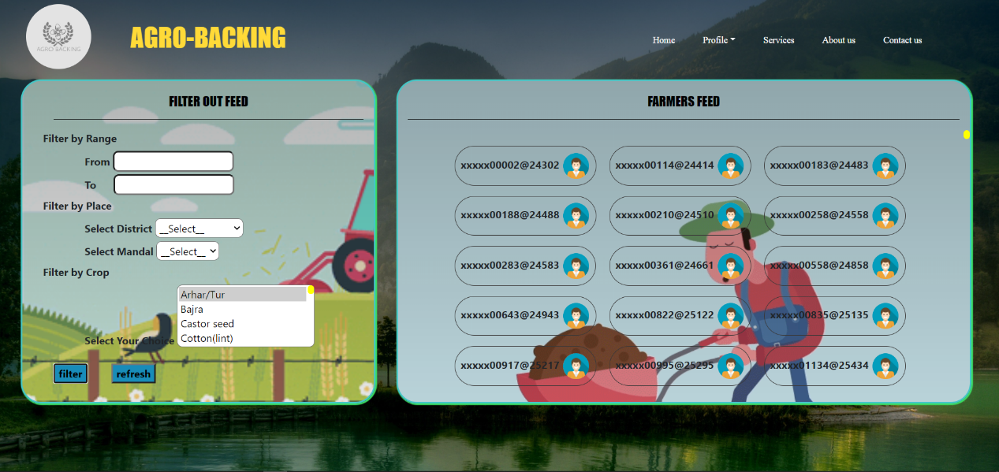 AGRO BACKING
AGRO-BACKING
Home Profile Services About us Contact us
FILTER OUT FEED
Filter by Range
From
To
Filter by Place
Select District __Select__
Select Mandal __Select__
Filter by Crop
Arhar/Tur
Bajra
Castor seed
Cotton(lint)
Select Your Choice
filter refresh
FARMERS FEED
xxxxx00002@24302 xxxxx00114@24414 xxxxx00183@24483
xxxxx00188@24488 xxxxx00210@24510 xxxxx00258@24558
xxxxx00283@24583 xxxxx00361@24661 xxxxx00558@24858
xxxxx00643@24943 xxxxx00822@25122 xxxxx00835@25135
xxxxx00917@25217 xxxxx00995@25295 xxxxx01134@25434